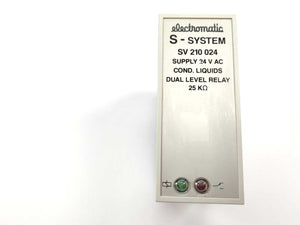 electromatic
S - SYSTEM
SV 210 024
SUPPLY 24 V AC
COND. LIQUIDS
DUAL LEVEL RELAY
25 KΩ